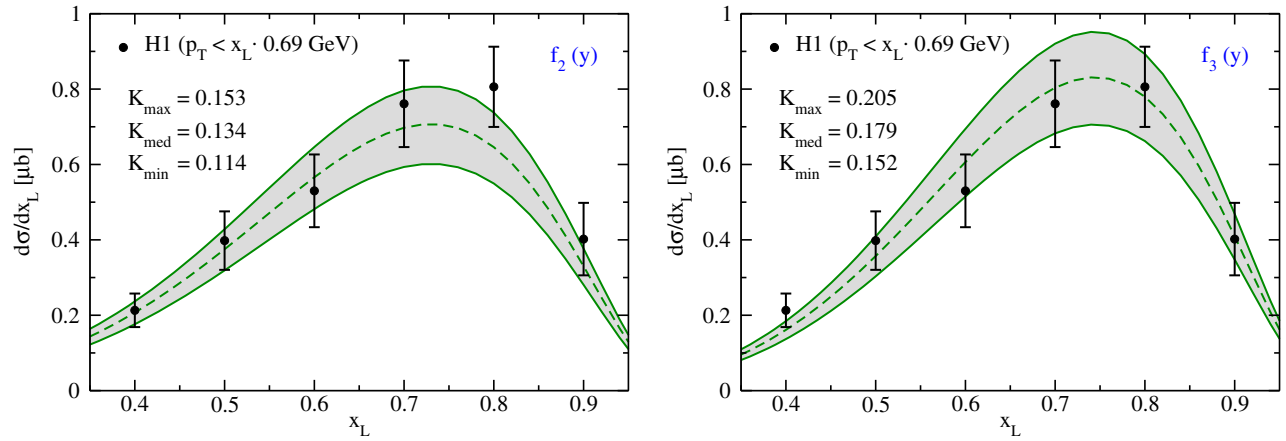 H1 (p_T < x_L· 0.69 GeV)
f_2 (y)
K_max = 0.153
K_med = 0.134
K_min = 0.114
dσ/dx_L [μb]
1
0.8
0.6
0.4
0.2
0
0.4 0.5 0.6 0.7 0.8 0.9
x_L
H1 (p_T < x_L· 0.69 GeV)
f_3 (y)
K_max = 0.205
K_med = 0.179
K_min = 0.152
dσ/dx_L [μb]
1
0.8
0.6
0.4
0.2
0
0.4 0.5 0.6 0.7 0.8 0.9
x_L